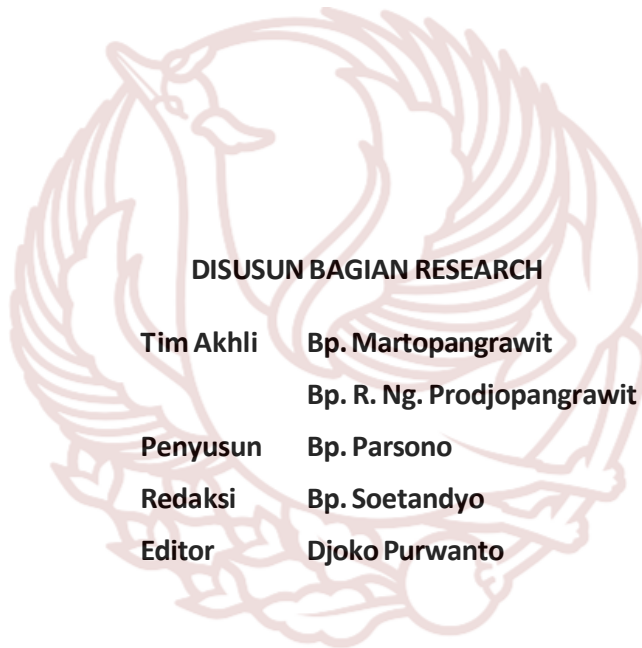 DISUSUN BAGIAN RESEARCH
Tim Akhli Bp. Martopangrawit
Bp. R. Ng. Prodjopangrawit
Penyusun Bp. Parsono
Redaksi Bp. Soetandyo
Editor Djoko Purwanto